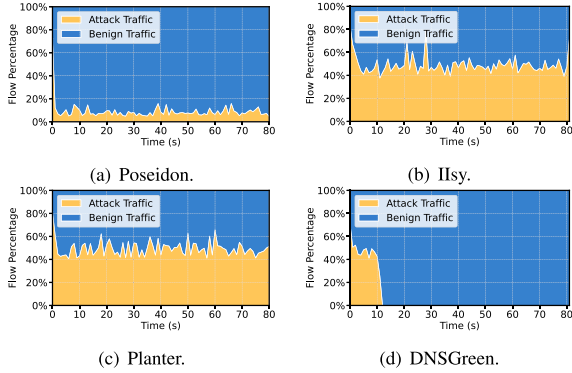 100%
80%
60%
40%
20%
0%
Flow Percentage
Attack Traffic
Benign Traffic
0 10 20 30 40 50 60 70 80
Time (s)
(a) Poseidon.
100%
80%
60%
40%
20%
0%
Flow Percentage
Attack Traffic
Benign Traffic
0 10 20 30 40 50 60 70 80
Time (s)
(b) IIsy.
100%
80%
60%
40%
20%
0%
Flow Percentage
Attack Traffic
Benign Traffic
0 10 20 30 40 50 60 70 80
Time (s)
(c) Planter.
100%
80%
60%
40%
20%
0%
Flow Percentage
Attack Traffic
Benign Traffic
0 10 20 30 40 50 60 70 80
Time (s)
(d) DNSGreen.